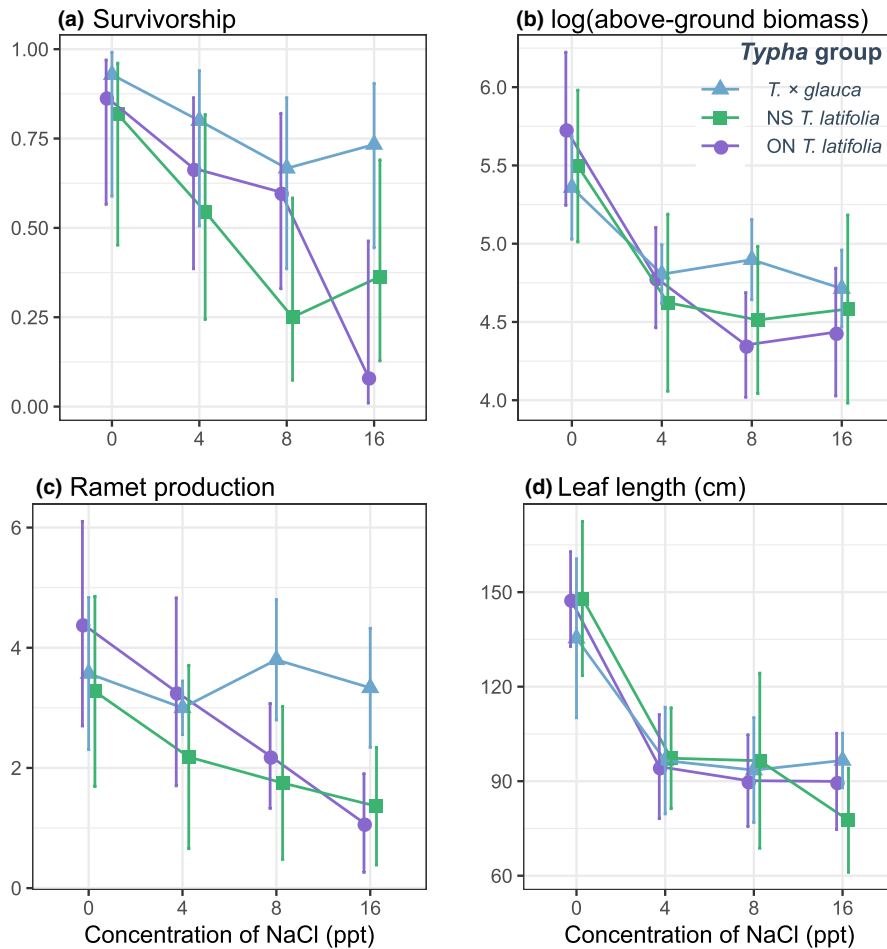 (a) Survivorship
1.00
0.75
0.50
0.25
0.00
0 4 8 16
(b) log(above-ground biomass)
Typha group
T. × glauca
NS T. latifolia
ON T. latifolia
6.0
5.5
5.0
4.5
4.0
0 4 8 16
(c) Ramet production
6
4
2
0
0 4 8 16
Concentration of NaCl (ppt)
(d) Leaf length (cm)
150
120
90
60
0 4 8 16
Concentration of NaCl (ppt)